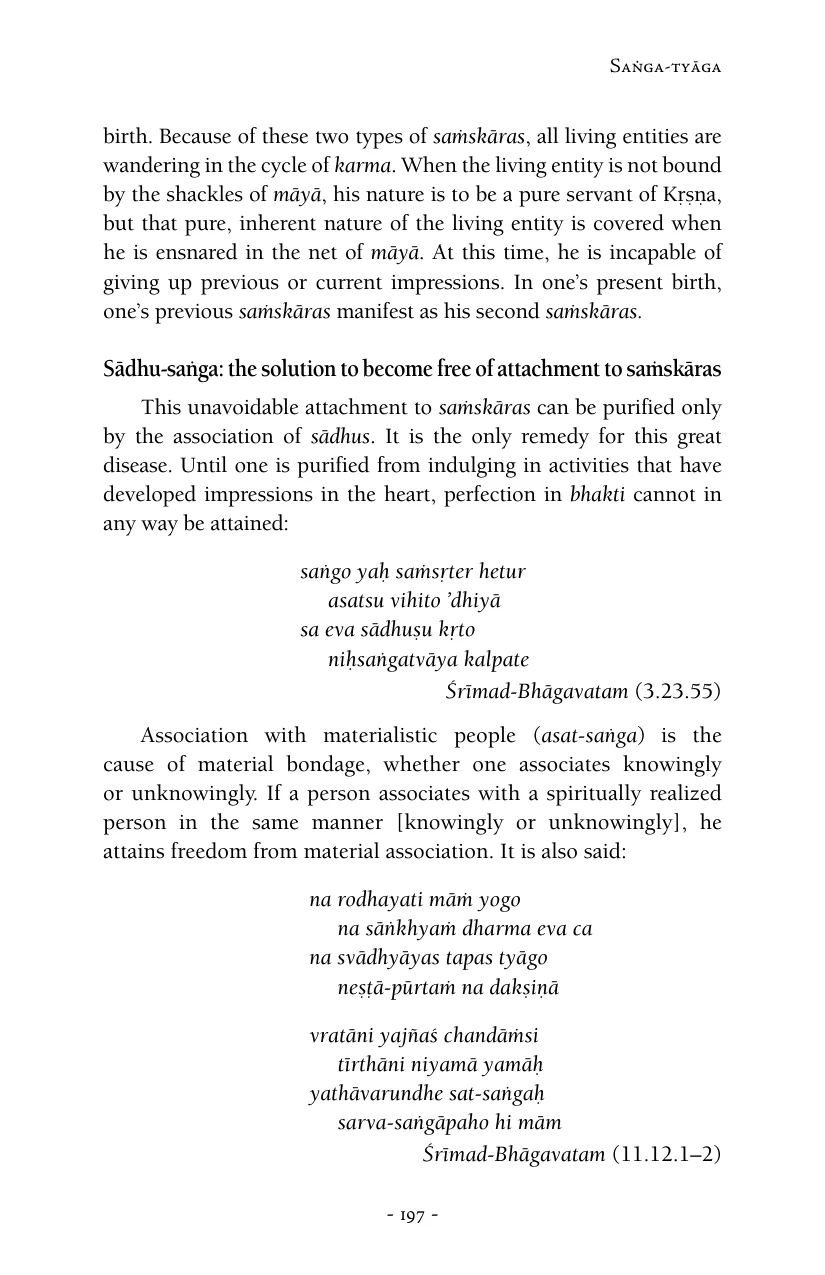 Saṅga-tyāga
birth. Because of these two types of saṁskāras, all living entities are
wandering in the cycle of karma. When the living entity is not bound
by the shackles of māyā, his nature is to be a pure servant of Kṛṣṇa,
but that pure, inherent nature of the living entity is covered when
he is ensnared in the net of māyā. At this time, he is incapable of
giving up previous or current impressions. In one’s present birth,
one’s previous saṁskāras manifest as his second saṁskāras.
Sādhu-saṅga: the solution to become free of attachment to saṁskāras
This unavoidable attachment to saṁskāras can be purified only
by the association of sādhus. It is the only remedy for this great
disease. Until one is purified from indulging in activities that have
developed impressions in the heart, perfection in bhakti cannot in
any way be attained:
saṅgo yaḥ saṁsṛter hetur
asatsu vihito ’dhiyā
sa eva sādhuṣu kṛto
niḥsaṅgatvāya kalpate
Śrīmad-Bhāgavatam (3.23.55)
Association with materialistic people (asat-saṅga) is the
cause of material bondage, whether one associates knowingly
or unknowingly. If a person associates with a spiritually realized
person in the same manner [knowingly or unknowingly], he
attains freedom from material association. It is also said:
na rodhayati māṁ yogo
na sāṅkhyaṁ dharma eva ca
na svādhyāyas tapas tyāgo
neṣṭā-pūrtaṁ na dakṣiṇā
vratāni yajñaś chandāṁsi
tīrthāni niyamā yamāḥ
yathāvarundhe sat-saṅgaḥ
sarva-saṅgāpaho hi mām
Śrīmad-Bhāgavatam (11.12.1–2)
- 197 -